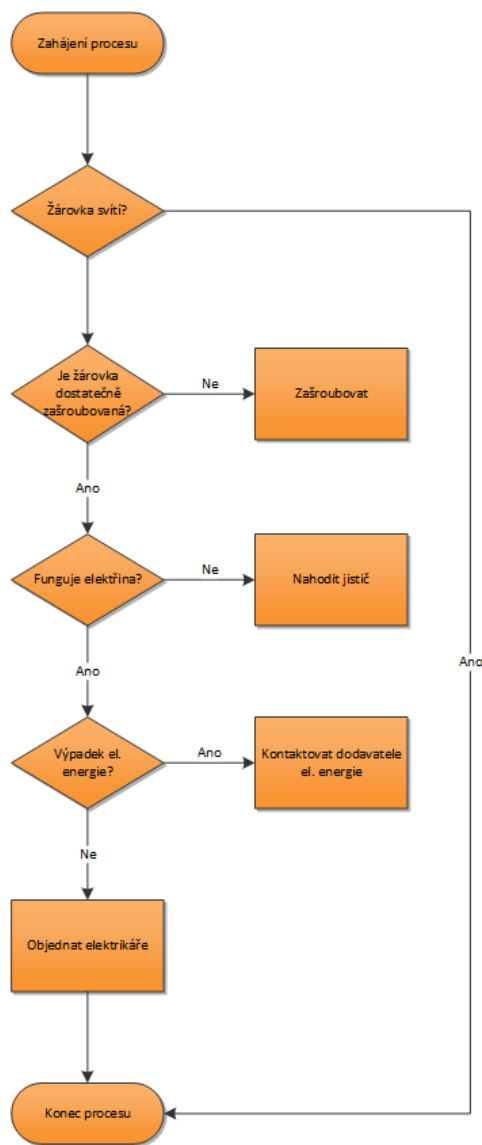 Zahájení procesu
Žárovka svítí?
Je žárovka
dostatečně
zašroubovaná?
Ne
Zašroubovat
Ano
Funguje elektřina?
Ne
Nahodit jistič
Ano
Ano
Výpadek el.
energie?
Ano
Kontaktovat dodavatele
el. energie
Ne
Objednat elektrikáře
Konec procesu